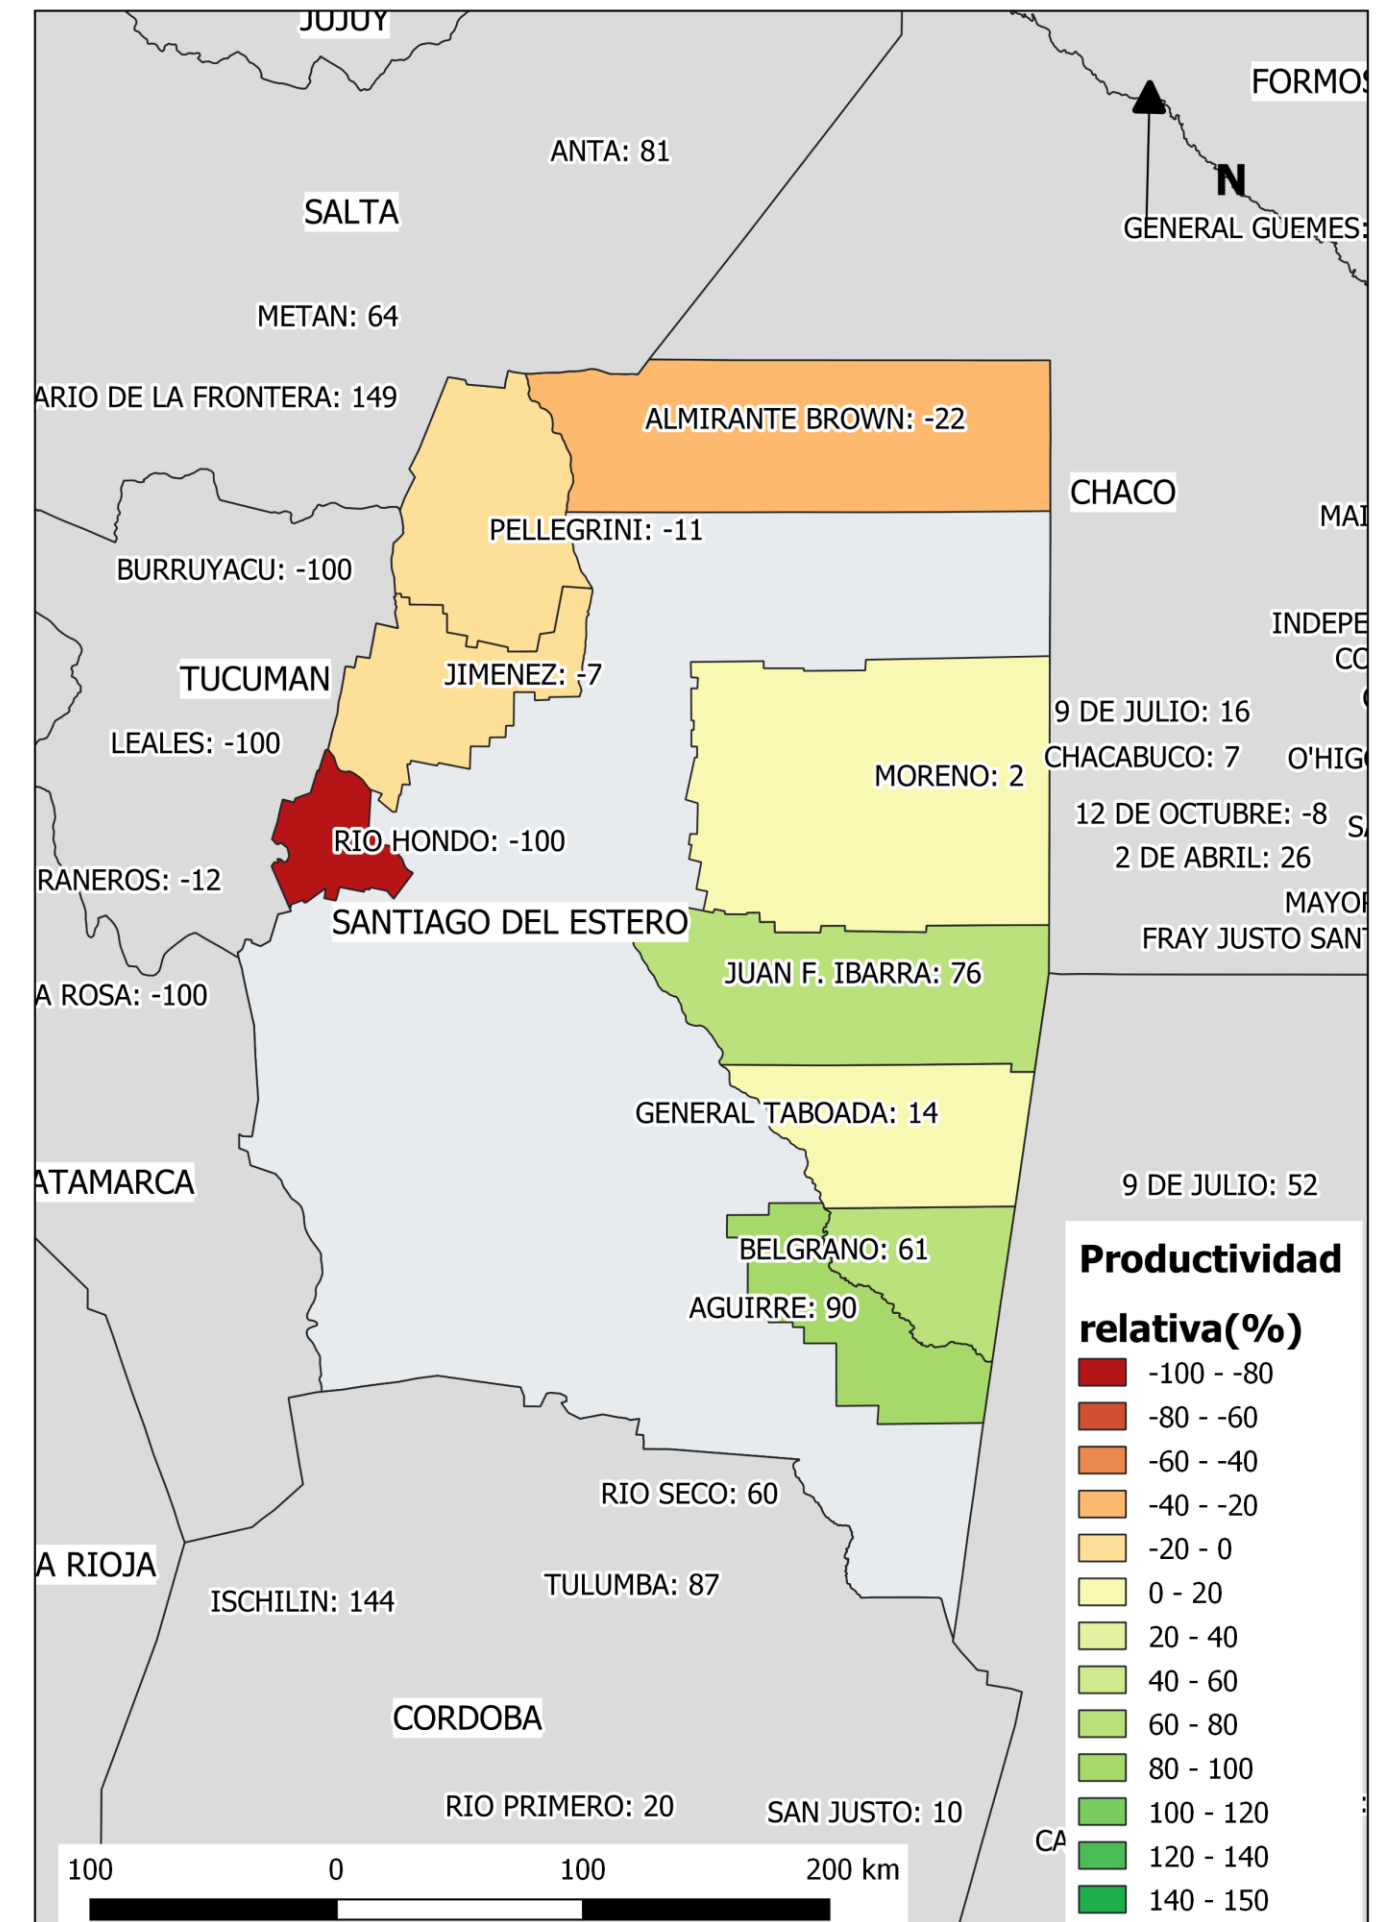 JUJUY
FORMOS
ANTA: 81
N
SALTA
GENERAL GUEMES:
METAN: 64
ARIO DE LA FRONTERA: 149
ALMIRANTE BROWN: -22
CHACO
MAI
PELLEGRINI: -11
BURRUYACU: -100
INDEPE
CO
TUCUMAN
JIMENEZ: -7
9 DE JULIO: 16
LEALES: -100
CHACABUCO: 7
O'HIG
MORENO: 2
12 DE OCTUBRE: -8
RIO HONDO: -100
2 DE ABRIL: 26
RANEROS: -12
MAYOR
SANTIAGO DEL ESTERO
FRAY JUSTO SANT
JUAN F. IBARRA: 76
A ROSA: -100
GENERAL TABOADA: 14
ATAMARCA
9 DE JULIO: 52
BELGRANO: 61
AGUIRRE: 90
RIO SECO: 60
A RIOJA
TULUMBA: 87
ISCHILIN: 144
CORDOBA
RIO PRIMERO: 20
SAN JUSTO: 10
CA
Productividad
relativa(%)
-100 - -80
-80 - -60
-60 - -40
-40 - -20
-20 - 0
0 - 20
20 - 40
40 - 60
60 - 80
80 - 100
100 - 120
120 - 140
140 - 150
100 0 100 200 km